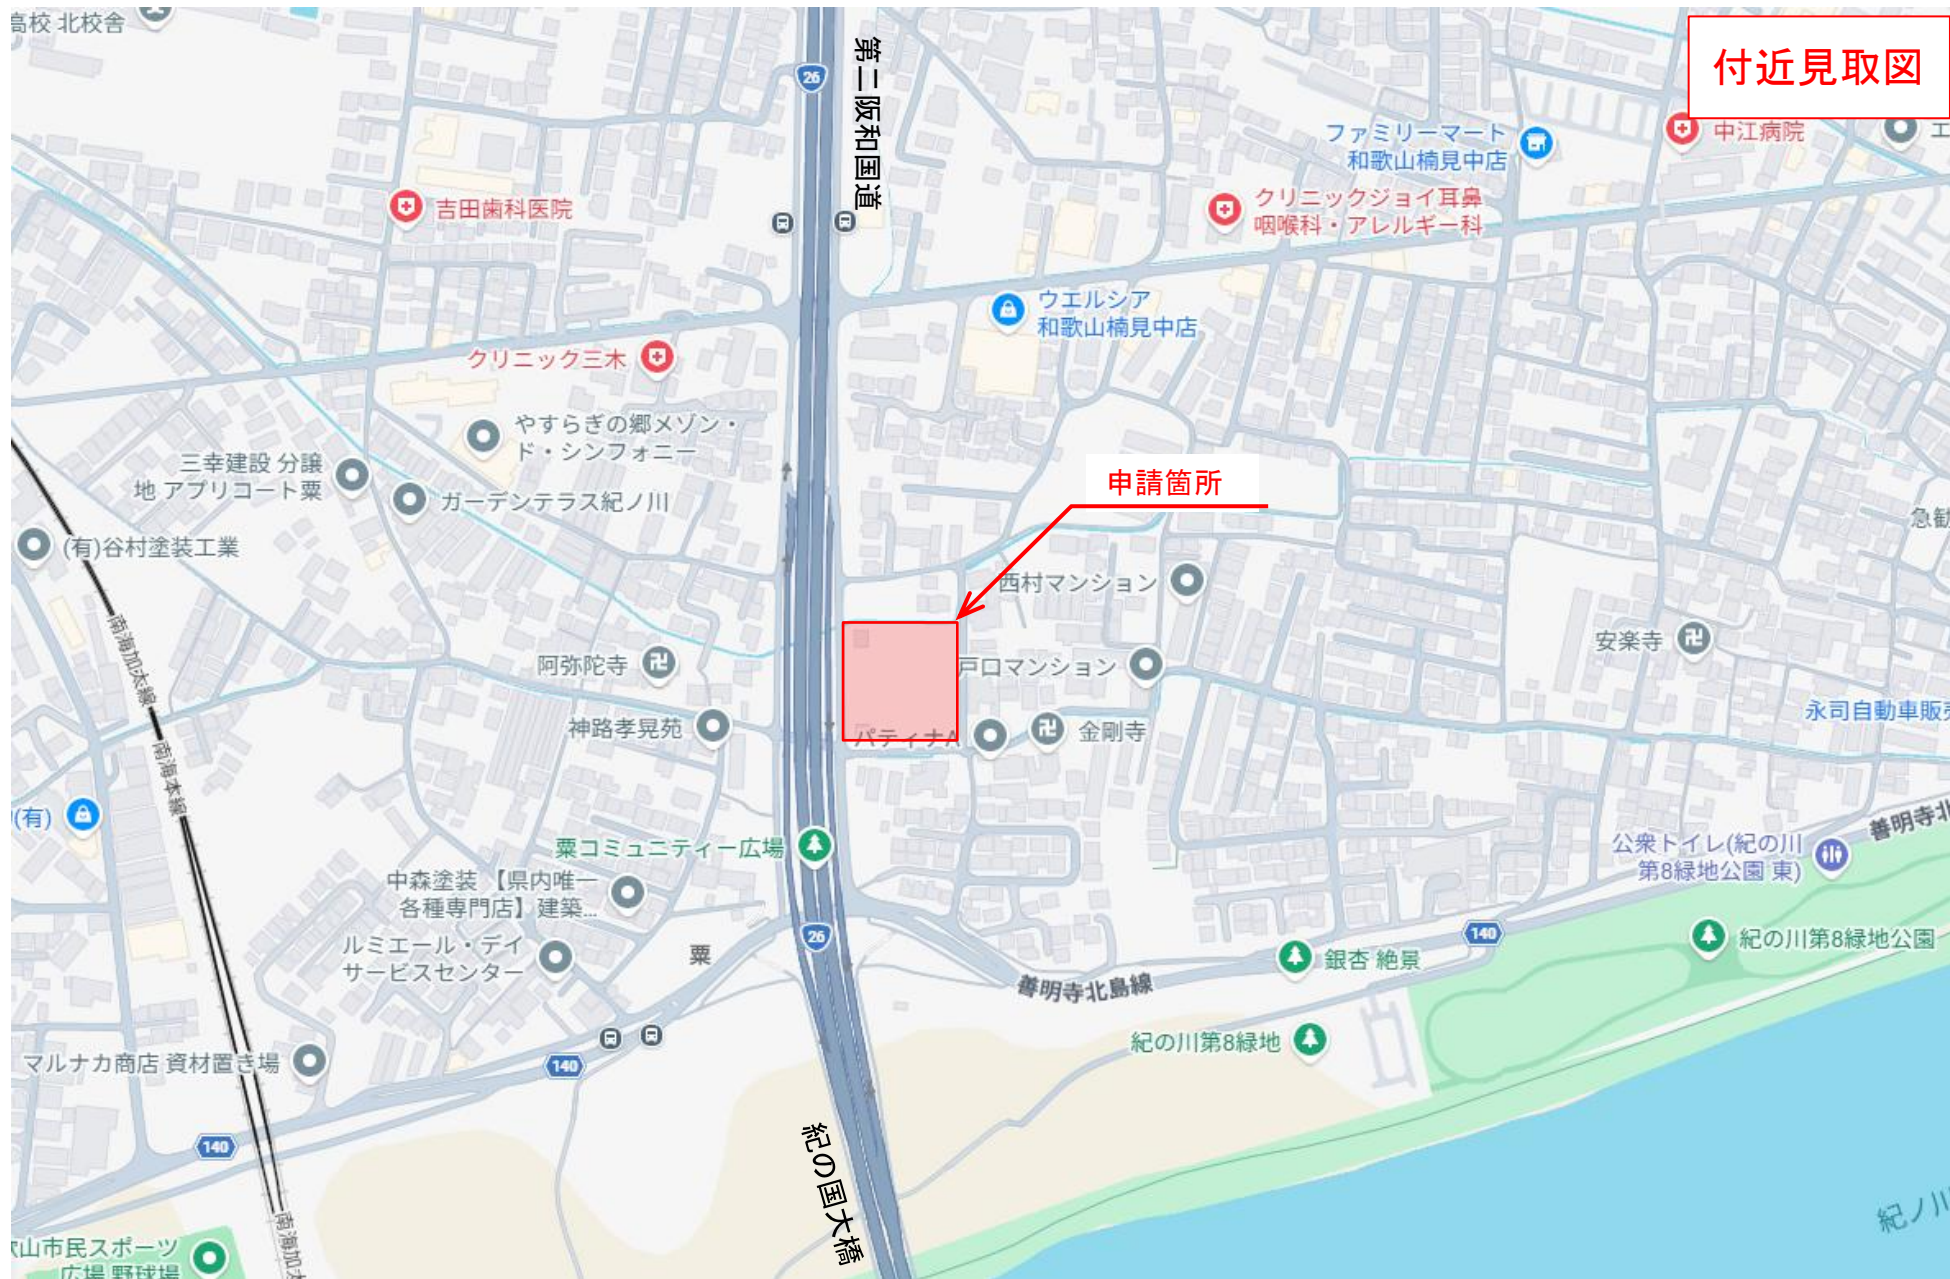 高校 北校舎
26
第二阪和国道
付近見取図
ファミリーマート
和歌山楠見中店
中江病院
エ
吉田歯科医院
クリニックジョイ耳鼻
咽喉科・アレルギー科
ウエルシア
和歌山楠見中店
クリニック三木
やすらぎの郷メゾン・
ド・シンフォニー
三幸建設 分譲
地 アプリコート粟
ガーデンテラス紀ノ川
申請箇所
(有)谷村塗装工業
西村マンション
南海加太線
阿弥陀寺
戸口マンション
安楽寺
神路孝晃苑
パティナA
金剛寺
永司自動車販売
南海本線
(有)
粟コミュニティー広場
善明寺北
公衆トイレ(紀の川
第8緑地公園 東)
中森塗装 【県内唯一
各種専門店】建築...
26
140
ルミエール・デイ
サービスセンター
粟
銀杏 絶景
紀の川第8緑地公園
善明寺北島線
紀の川第8緑地
マルナカ商店 資材置き場
140
140
紀の国大橋
紀ノ川
南海加太
山市民スポーツ
広場 野球場